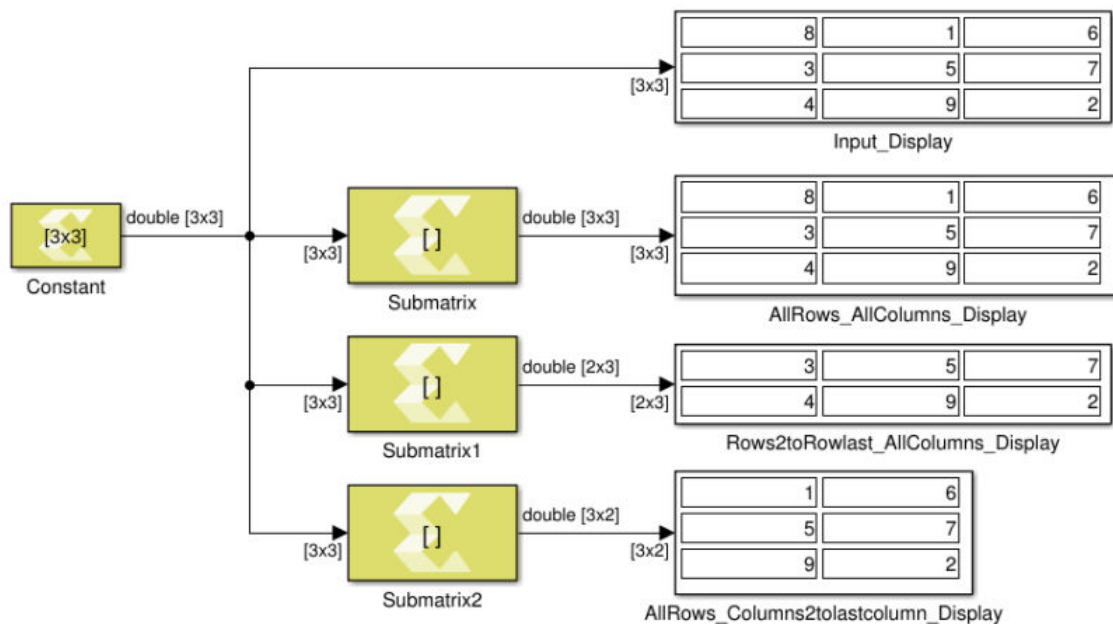 8 1 6
3 5 7
[3x3]
4 9 2
Input_Display
[3x3]
double [3x3]
Constant
[3x3]
[ ]
double [3x3]
[3x3]
Submatrix
8 1 6
3 5 7
4 9 2
AllRows_AllColumns_Display
[3x3]
[ ]
double [2x3]
[2x3]
Submatrix1
3 5 7
4 9 2
Rows2toRowlast_AllColumns_Display
[3x3]
[ ]
double [3x2]
[3x2]
Submatrix2
1 6
5 7
9 2
AllRows_Columns2tolastcolumn_Display